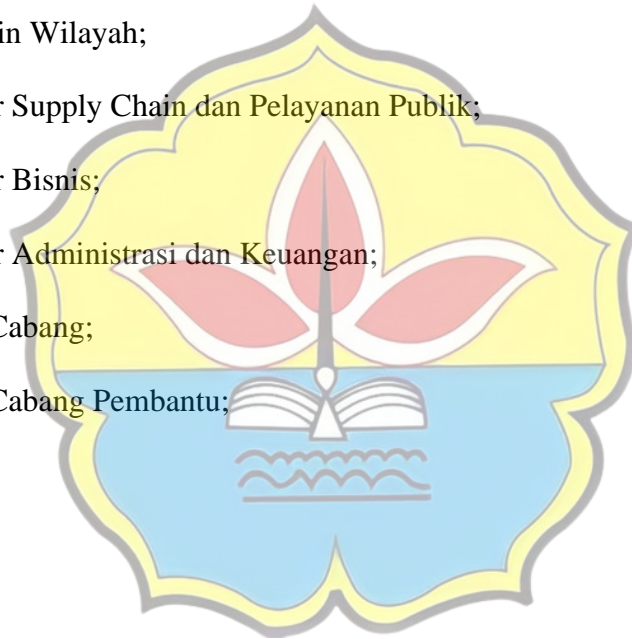 in Wilayah;
r Supply Chain dan Pelayanan Publik;
r Bisnis;
r Administrasi dan Keuangan;
Cabang;
Cabang Pembantu;